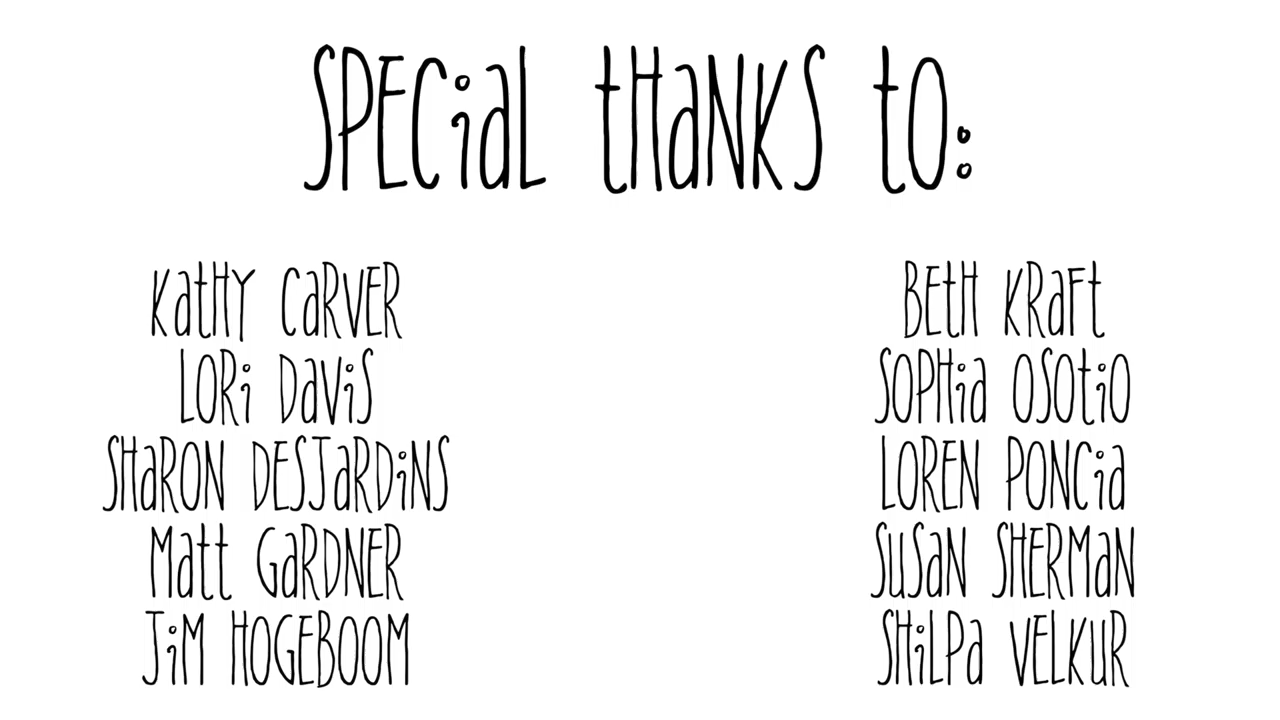 SPECiaL tHaNKS tO:
KatHY CaRVER
LORi DaViS
SHaRON DESJaRDiNS
Matt GaRDNER
JiM HOGEBOOM
BEtH KRaFt
SOPHia OSOtiO
LOREN PONCia
SuSaN SHERMaN
SHiLPa VELKUR